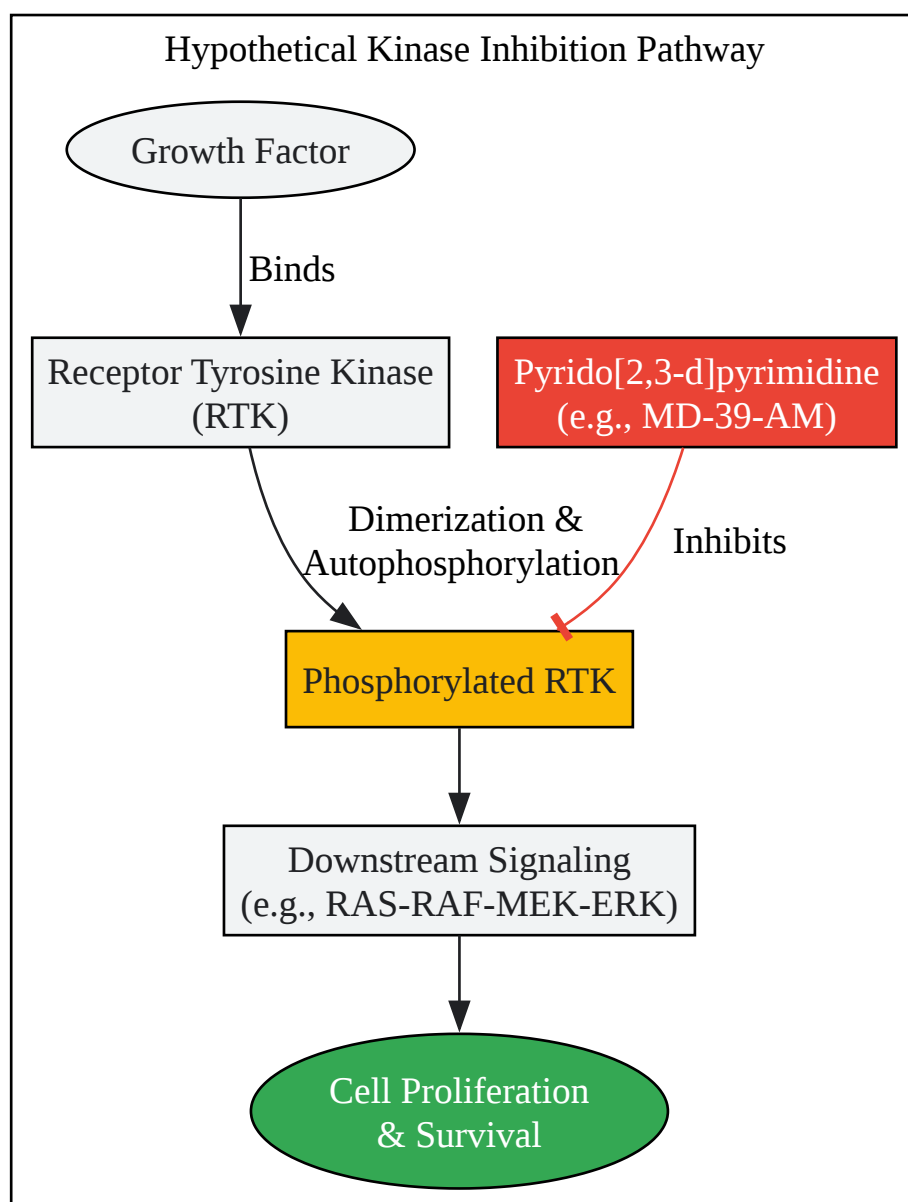 Hypothetical Kinase Inhibition Pathway
Growth Factor
Binds
Receptor Tyrosine Kinase
(RTK)
Pyrido[2,3-d]pyrimidine
(e.g., MD-39-AM)
Dimerization &
Autophosphorylation
Inhibits
Phosphorylated RTK
Downstream Signaling
(e.g., RAS-RAF-MEK-ERK)
Cell Proliferation
& Survival